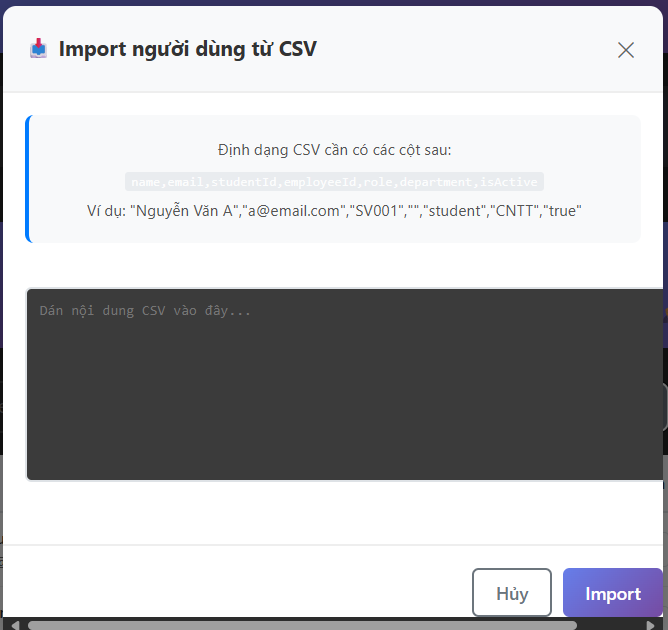 Import người dùng từ CSV
Định dạng CSV cần có các cột sau:
name,email,studentId,employeeId,role,department,isActive
Ví dụ: "Nguyễn Văn A","a@email.com","SV001","","student","CNTT","true"
Dán nội dung CSV vào đây...
Hủy
Import